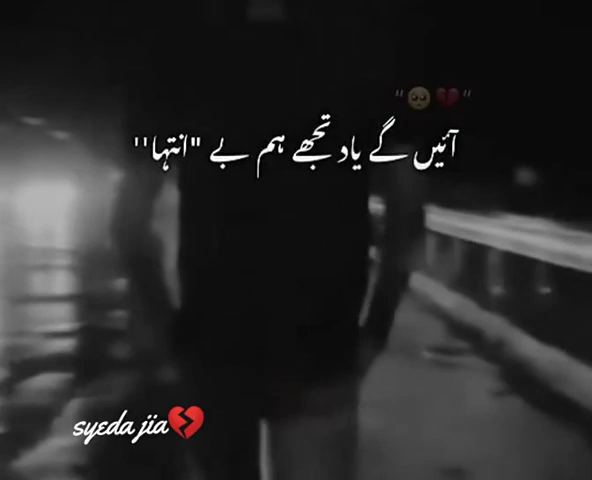 "🥺💔"
آئیں گے یاد تجھے ہم بے "انتہا''
syeda jia💔